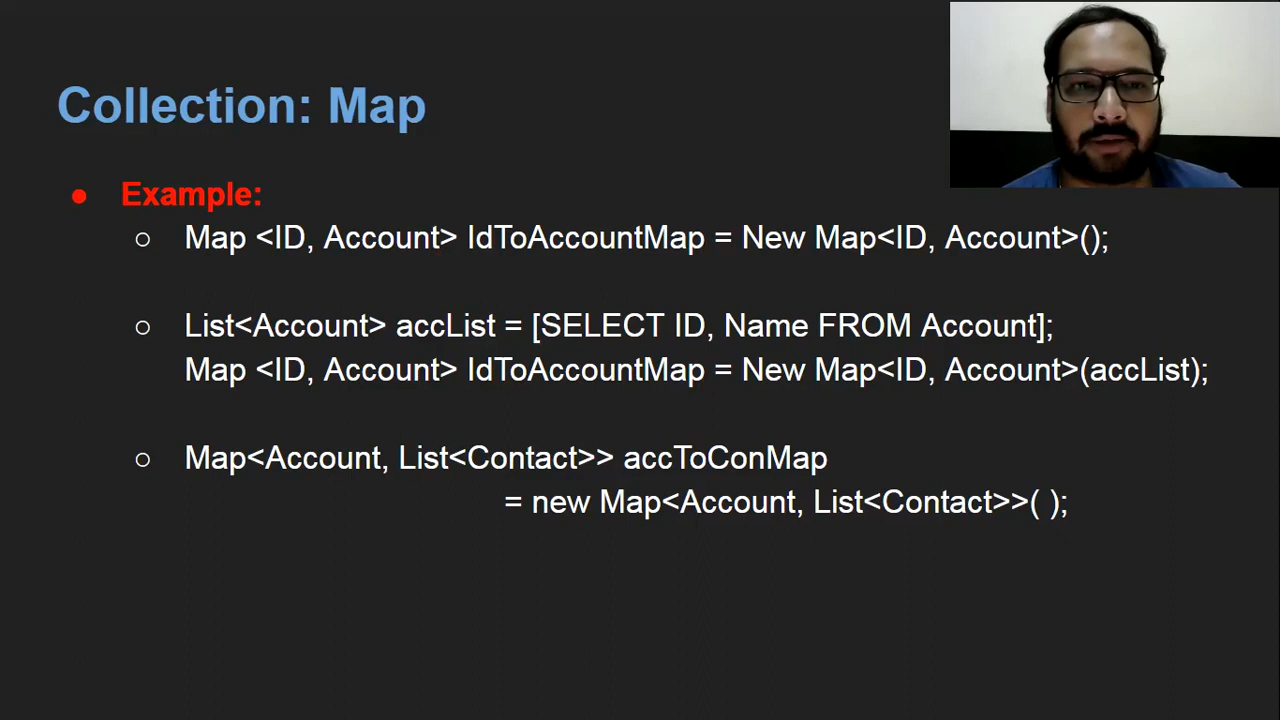 Collection: Map
● Example:
○ Map <ID, Account> IdToAccountMap = New Map<ID, Account>();
○ List<Account> accList = [SELECT ID, Name FROM Account];
Map <ID, Account> IdToAccountMap = New Map<ID, Account>(accList);
○ Map<Account, List<Contact>> accToConMap
= new Map<Account, List<Contact>>( );